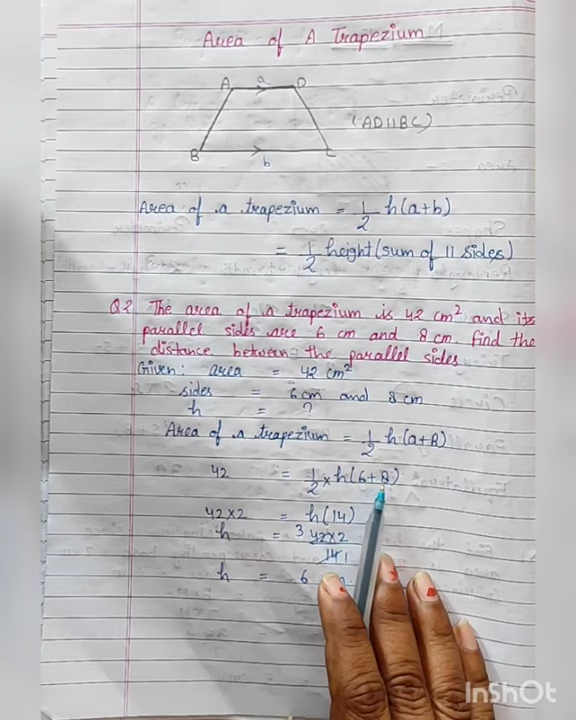 Area of A Trapezium
A a D
(AD||BC)
B b C
Area of a trapezium = 1/2 h(a+b)
= 1/2 height (sum of || sides)
Q2 The area of a trapezium is 42 cm² and its
parallel sides are 6 cm and 8 cm find the
distance between the parallel sides
Given: area = 42 cm²
sides = 6 cm and 8 cm
h = ?
Area of a trapezium = 1/2 h(a+B)
42 = 1/2 × h(6+8)
42×2 = h(14)
h = 3 42×2
14 1
h = 6
InShOt